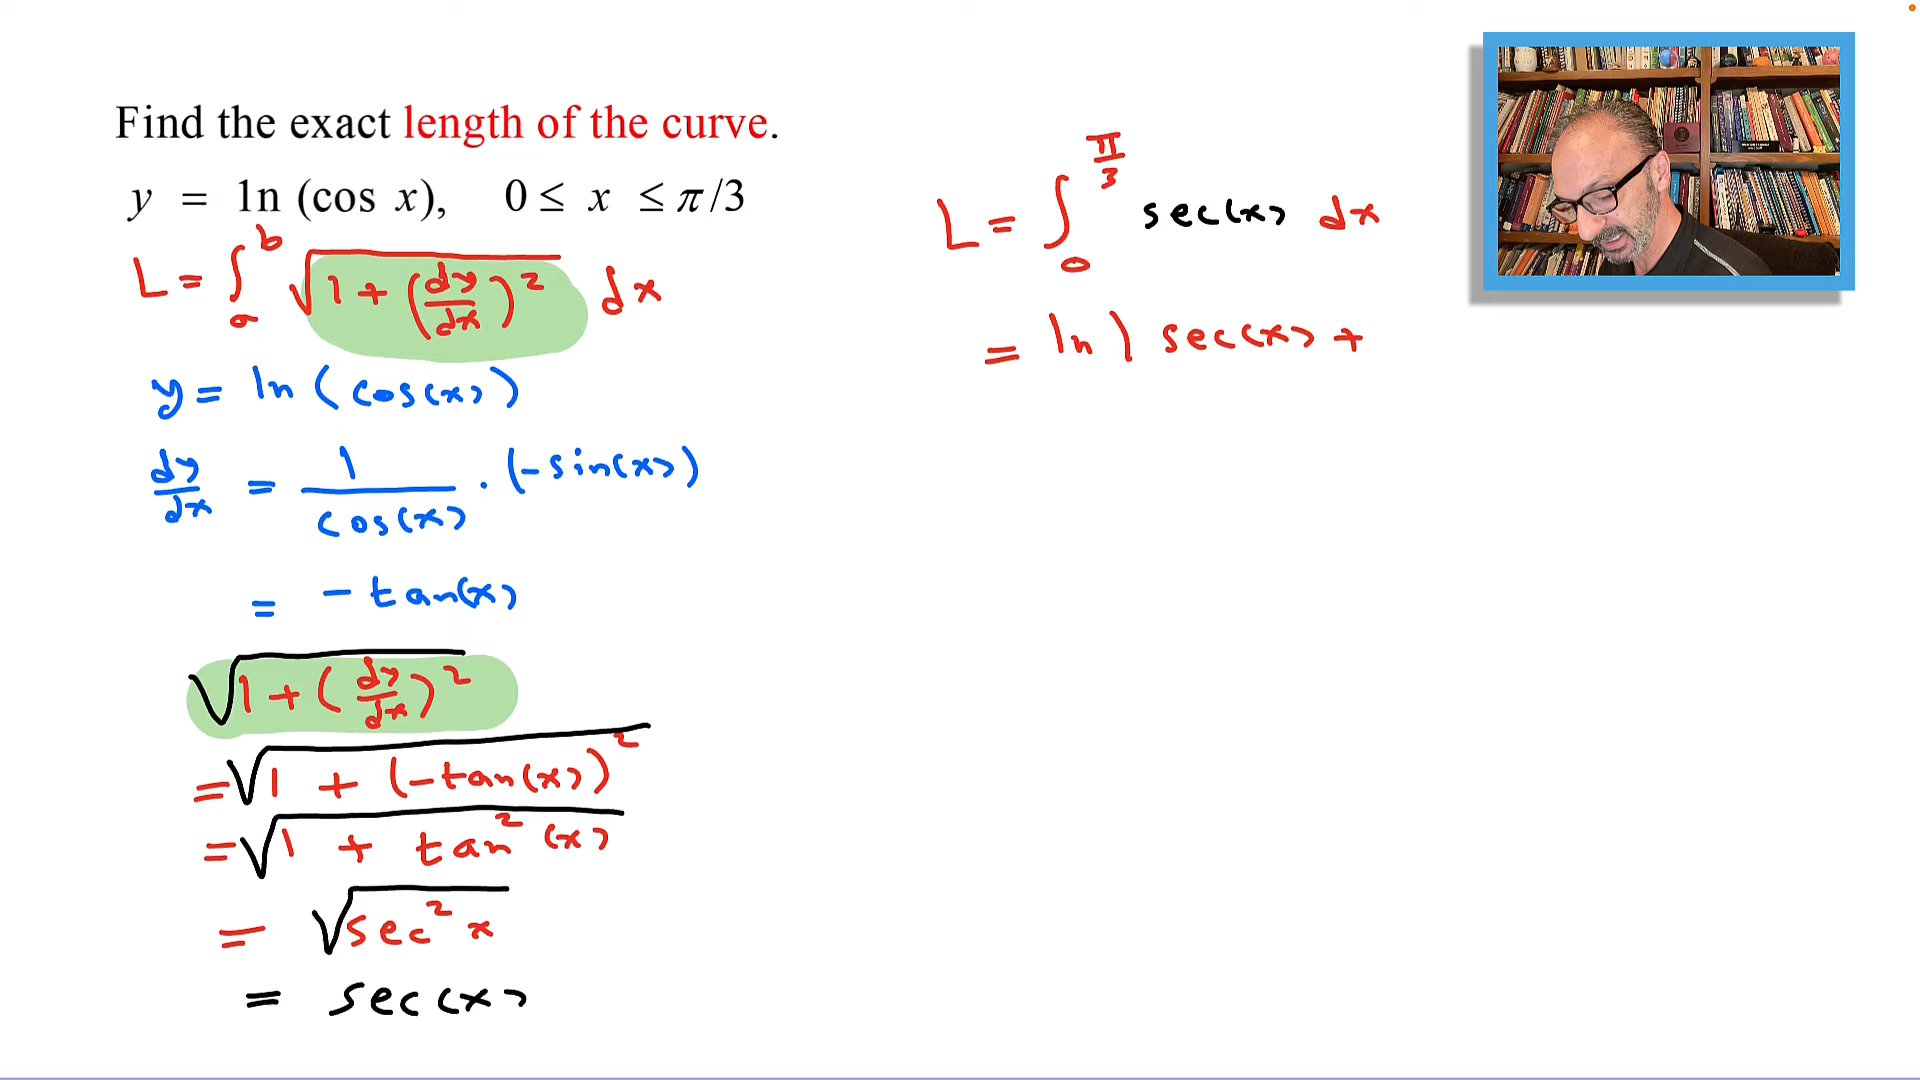 Find the exact length of the curve.
y = ln (cos x), 0 ≤ x ≤ π/3
L = ∫_a^b √(1 + (dy/dx)²) dx
y = ln (cos(x))
dy/dx = 1/cos(x) · (-sin(x))
= - tan(x)
√(1 + (dy/dx)²)
= √(1 + (-tan(x))²)
= √(1 + tan²(x))
= √(sec² x)
= sec(x)
L = ∫_0^(π/3) sec(x) dx
= ln | sec(x) +